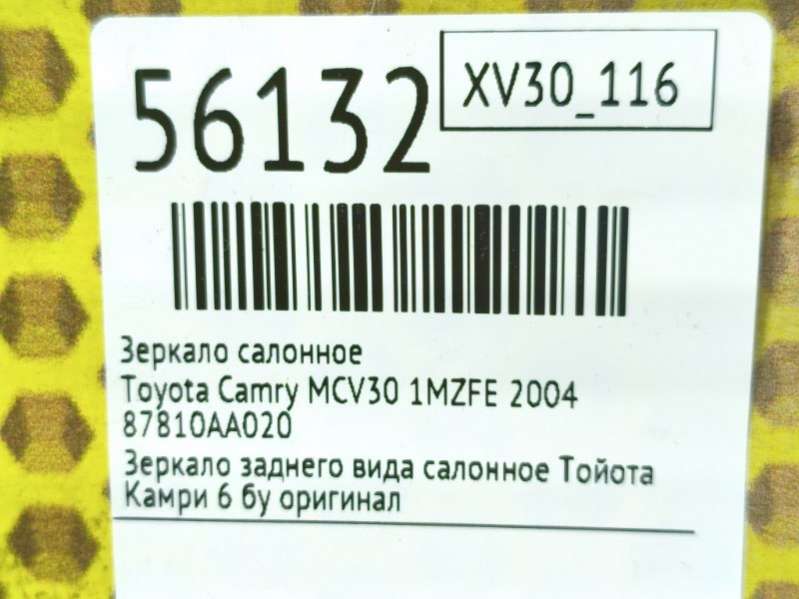 56132
XV30_116
Зеркало салонное
Toyota Camry MCV30 1MZFE 2004
87810AA020
Зеркало заднего вида салонное Тойота
Камри 6 бу оригинал